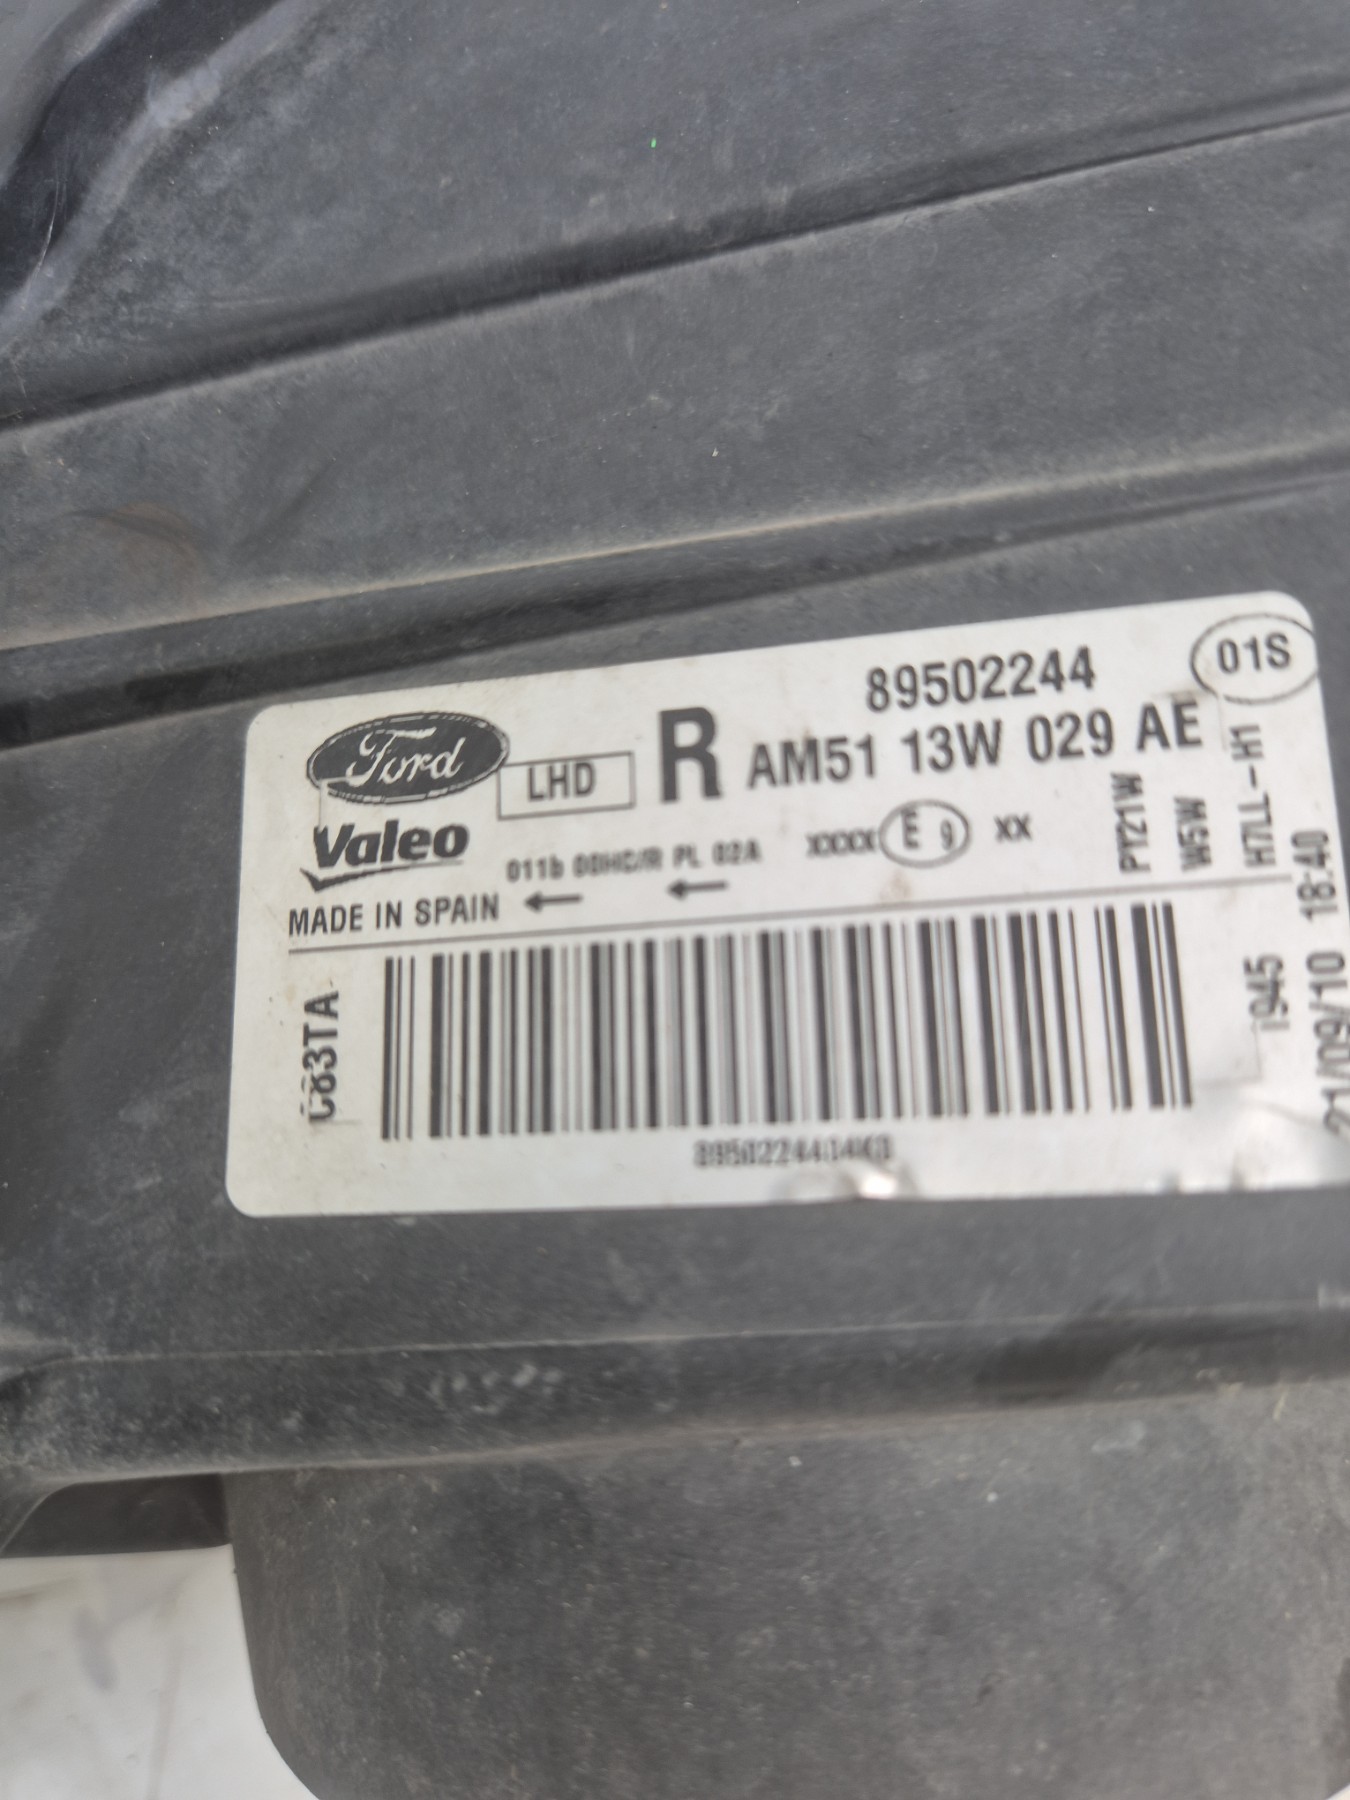 89502244
01S
Ford
LHD
R
AM51 13W 029 AE
Valeo
011b 00HC/R PL 02A
XXXX E 9 XX
PY21W
W5W
H7LL-H1
MADE IN SPAIN
C83TA
21/09/10 18:40